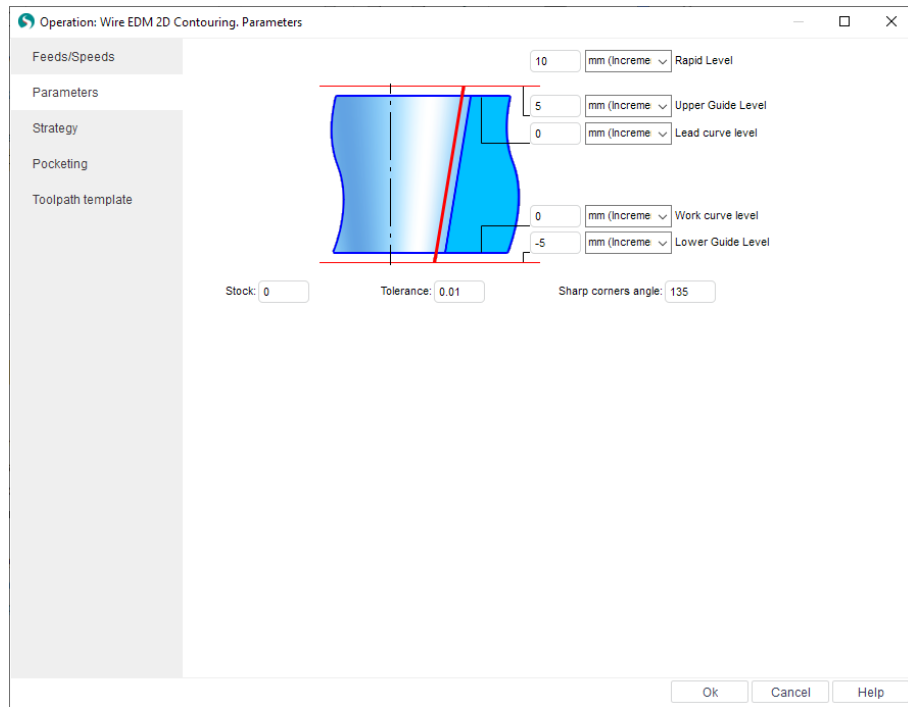 Operation: Wire EDM 2D Contouring. Parameters
Feeds/Speeds
Parameters
Strategy
Pocketing
Toolpath template
10 mm (Increme Rapid Level
5 mm (Increme Upper Guide Level
0 mm (Increme Lead curve level
0 mm (Increme Work curve level
-5 mm (Increme Lower Guide Level
Stock: 0 Tolerance: 0.01 Sharp corners angle: 135
Ok Cancel Help